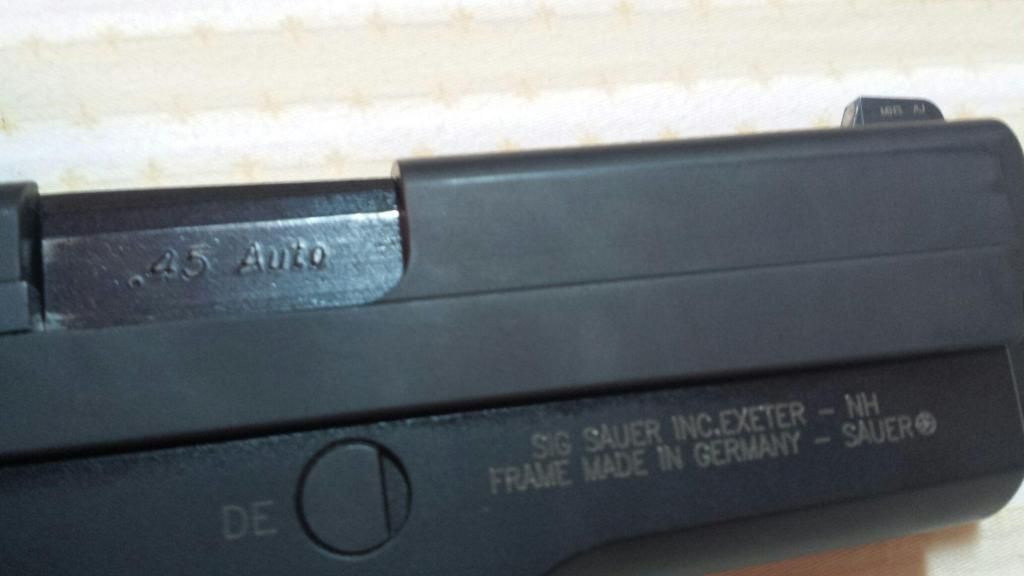 .45 Auto
SIG SAUER INC.EXETER - NH
FRAME MADE IN GERMANY - SAUER®
DE